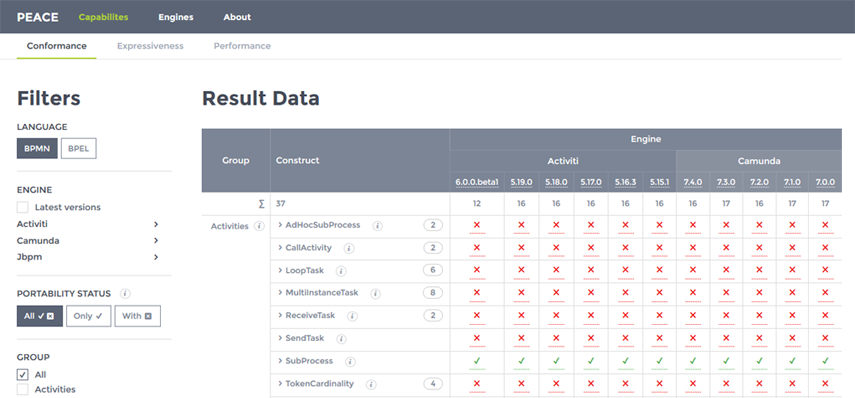 PEACE Capabilites Engines About
Conformance Expressiveness Performance
Filters
LANGUAGE
BPMN BPEL
ENGINE
Latest versions
Activiti
Camunda
Jbpm
PORTABILITY STATUS i
All Only With
GROUP
All
Activities
Result Data
Group Construct Engine
Activiti Camunda
6.0.0.beta1 5.19.0 5.18.0 5.17.0 5.16.3 5.15.1 7.4.0 7.3.0 7.2.0 7.1.0 7.0.0
Σ 37 12 16 16 16 16 16 16 17 16 17 17
Activities i AdHocSubProcess i 2
CallActivity i 2
LoopTask i 6
MultiInstanceTask i 8
ReceiveTask i 2
SendTask i
SubProcess i
TokenCardinality i 4